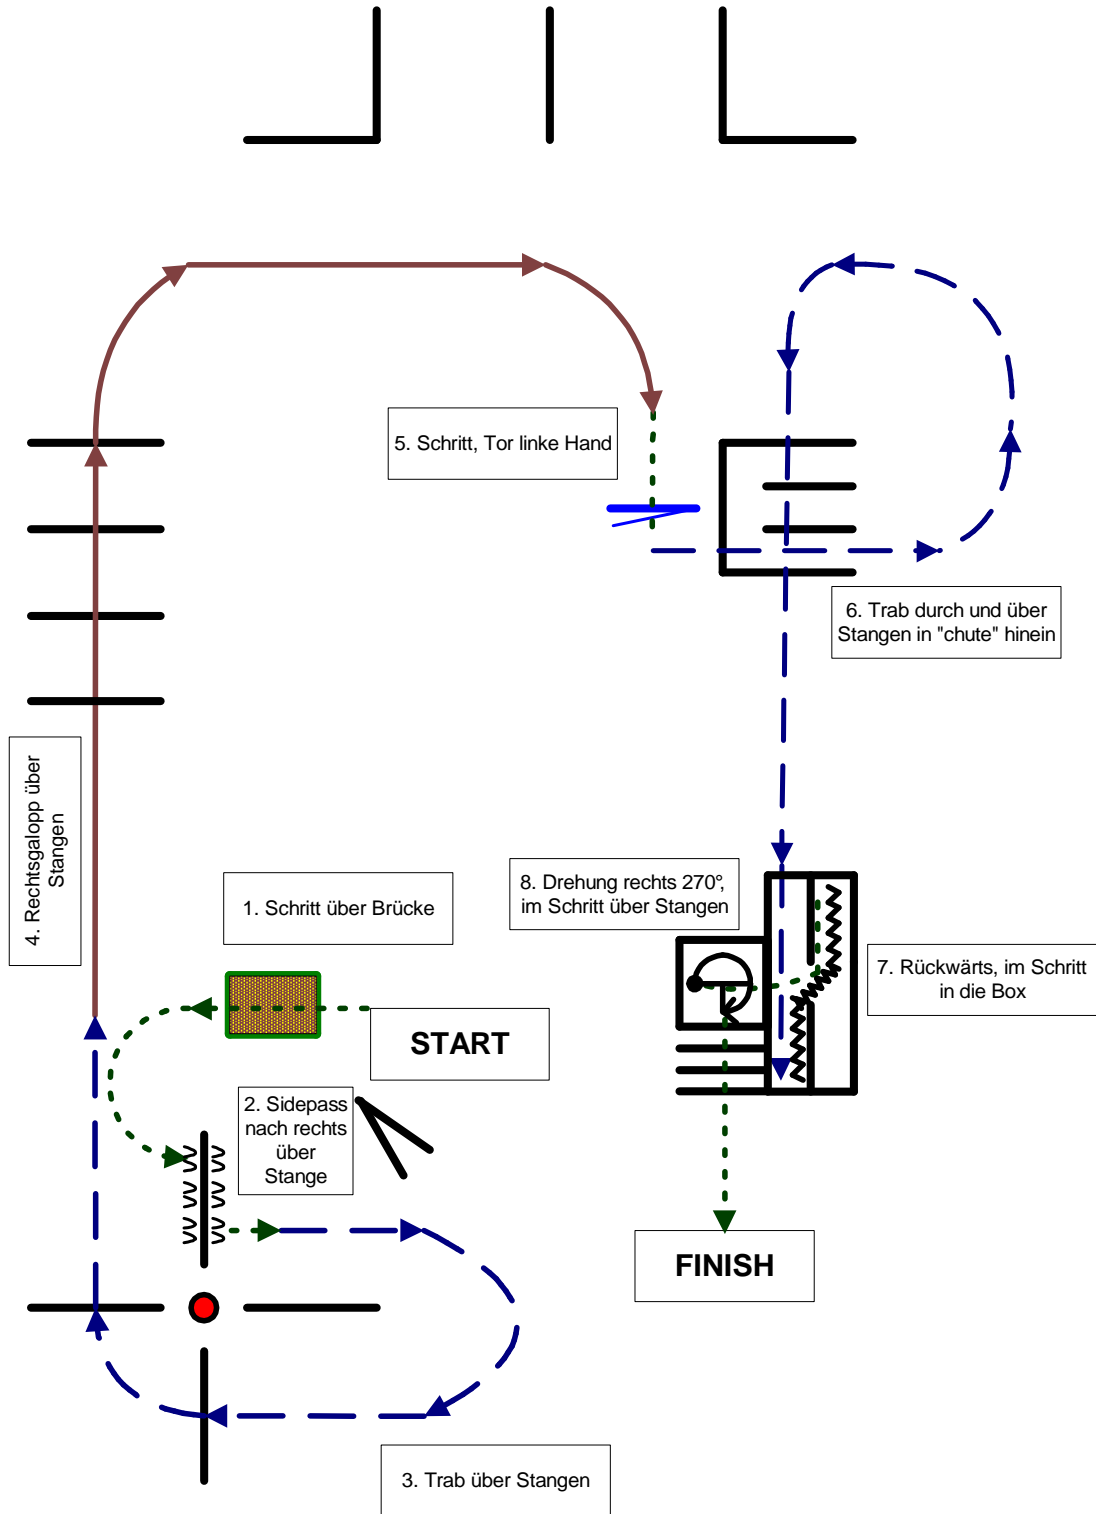 5. Schritt, Tor linke Hand
6. Trab durch und über
Stangen in "chute" hinein
4. Rechtsgalopp über
Stangen
1. Schritt über Brücke
8. Drehung rechts 270°,
im Schritt über Stangen
7. Rückwärts, im Schritt
in die Box
START
2. Sidepass
nach rechts
über
Stange
FINISH
3. Trab über Stangen